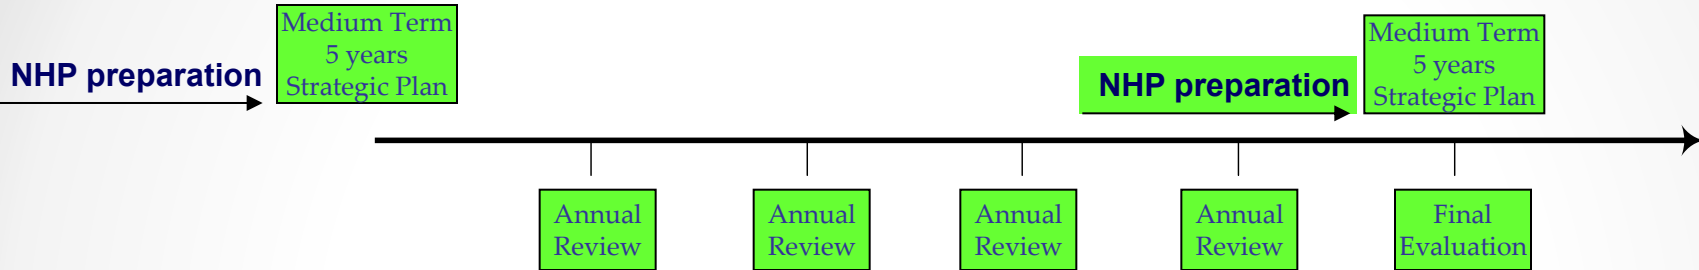 NHP preparation
Medium Term
5 years
Strategic Plan
NHP preparation
Medium Term
5 years
Strategic Plan
Annual
Review
Annual
Review
Annual
Review
Annual
Review
Final
Evaluation